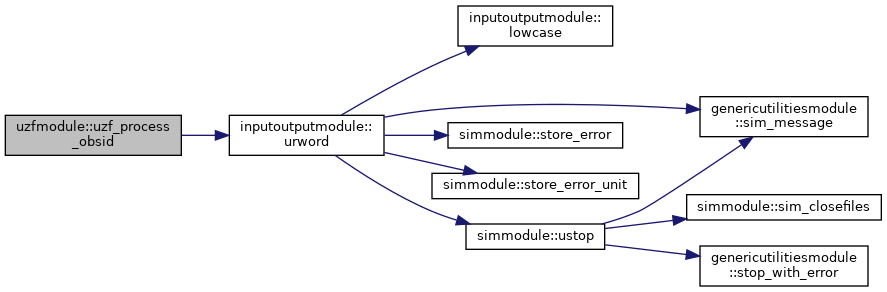 uzfmodule::uzf_process
_obsid
inputoutputmodule::
urword
inputoutputmodule::
lowcase
genericutilitiesmodule
::sim_message
simmodule::store_error
simmodule::store_error_unit
simmodule::ustop
simmodule::sim_closefiles
genericutilitiesmodule
::stop_with_error